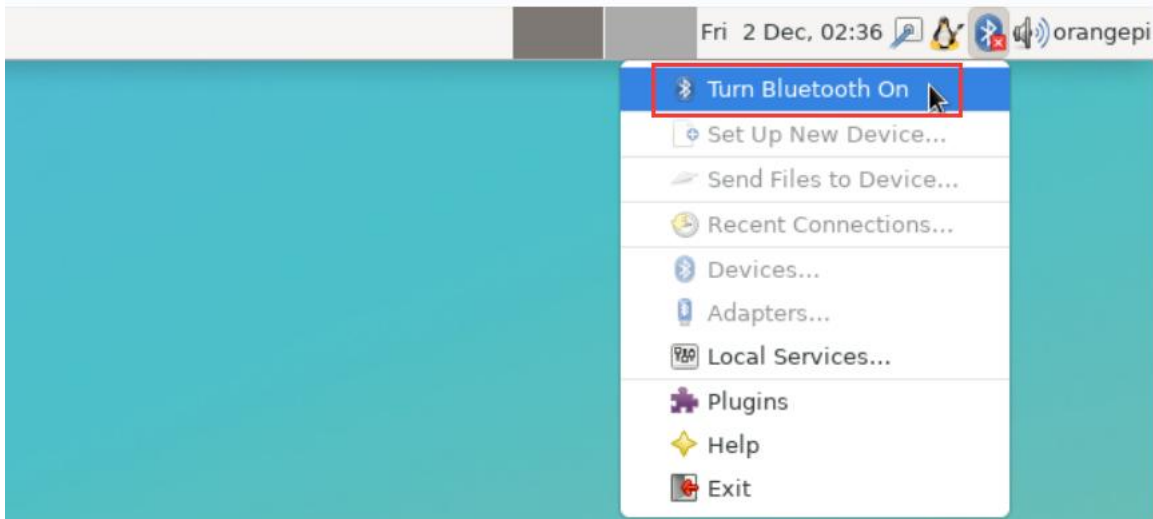 Fri 2 Dec, 02:36 orangepi
Turn Bluetooth On
Set Up New Device...
Send Files to Device...
Recent Connections...
Devices...
Adapters...
Local Services...
Plugins
Help
Exit